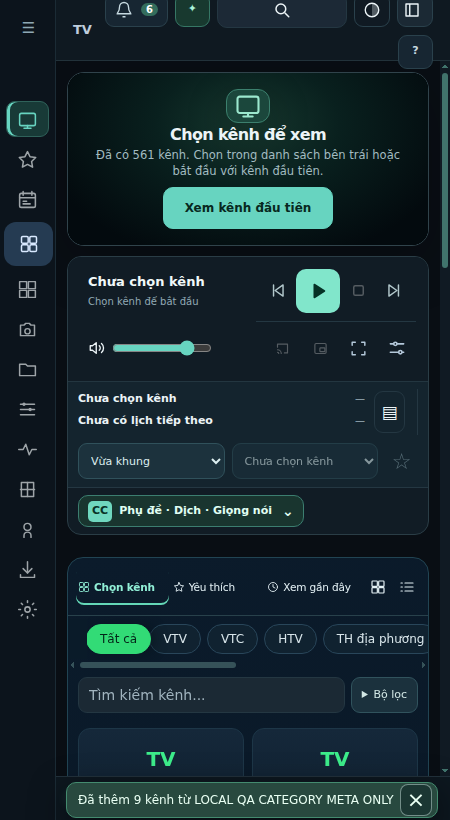 TV
6
?
Chọn kênh để xem
Đã có 561 kênh. Chọn trong danh sách bên trái hoặc
bắt đầu với kênh đầu tiên.
Xem kênh đầu tiên
Chưa chọn kênh
Chọn kênh để bắt đầu
Chưa chọn kênh —
Chưa có lịch tiếp theo —
Vừa khung
Chưa chọn kênh
CC Phụ đề · Dịch · Giọng nói
Chọn kênh
Yêu thích
Xem gần đây
Tất cả
VTV
VTC
HTV
TH địa phương
Tìm kiếm kênh...
Bộ lọc
TV
TV
Đã thêm 9 kênh từ LOCAL QA CATEGORY META ONLY